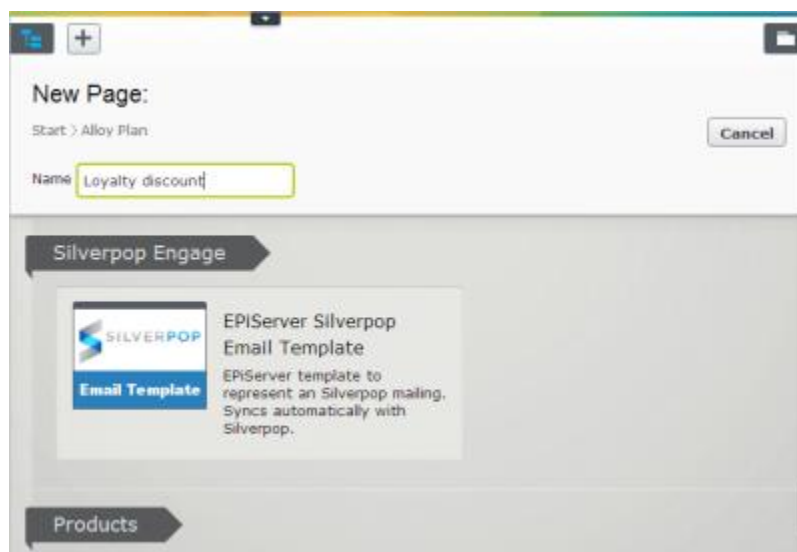 New Page:
Start > Alloy Plan
Cancel
Name Loyalty discount
Silverpop Engage
SILVERPOP
Email Template
EPiServer Silverpop
Email Template
EPiServer template to
represent an Silverpop mailing.
Syncs automatically with
Silverpop.
Products